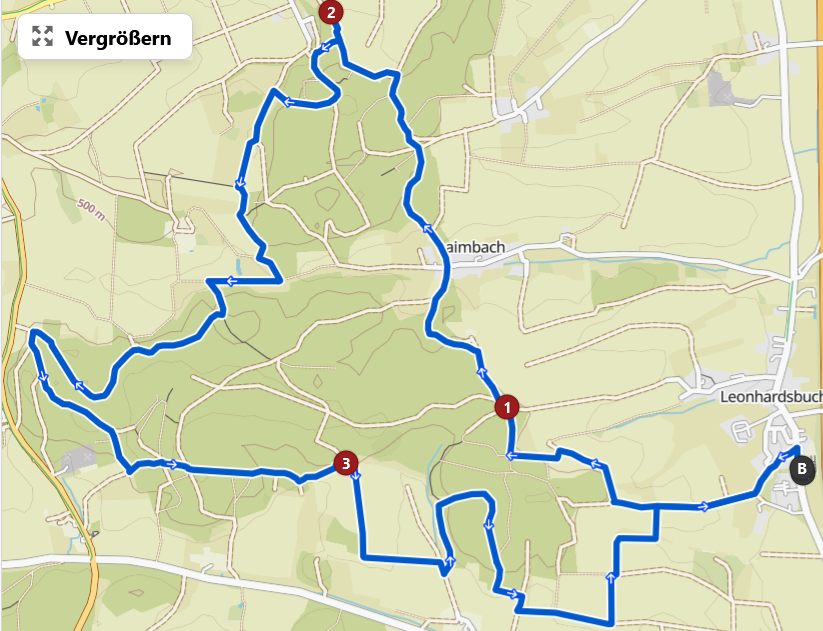 2
Vergrößern
500 m
aimbach
1
Leonhardsbuch
3
B